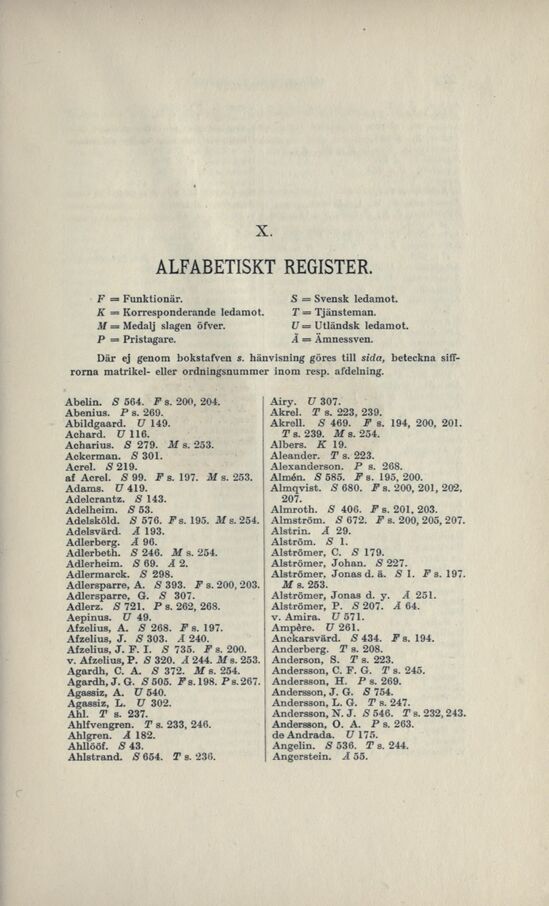 X.
ALFABETISKT REGISTER.
F = Funktionär.
K = Korresponderande ledamot.
M = Medalj slagen öfver.
P = Pristagare.
S = Svensk ledamot.
T = Tjänsteman.
U = Utländsk ledamot.
Ä = Ämnessven.
Där ej genom bokstafven s. hänvisning göres till sida, beteckna siff-
rorna matrikel- eller ordningsnummer inom resp. afdelning.
Abelin. S 564. F s. 200, 204.
Abenius. P s. 269.
Abildgaard. U 149.
Achard. U 116.
Acharius. S 279. M s. 253.
Ackerman. S 301.
Acrel. S 219.
af Acrel. S 99. F s. 197. M s. 253.
Adams. U 419.
Adelcrantz. S 143.
Adelheim. S 53.
Adelsköld. S 576. F s. 195. M s. 254.
Adelsvärd. Ä 193.
Adlerberg. Ä 96.
Adlerbeth. S 246. M s. 254.
Adlerheim. S 69. Ä 2.
Adlermarck. S 298.
Adlersparre, A. S 393. F s. 200, 203.
Adlersparre, G. S 307.
Adlerz. S 721. P s. 262, 268.
Aepinus. U 49.
Afzelius, A. S 268. F s. 197.
Afzelius, J. S 303. Ä 240.
Afzelius, J. F. I. S 735. F s. 200.
v. Afzelius, P. S 320. Ä 244. M s. 253.
Agardh, C. A. S 372. M s. 254.
Agardh, J. G. S 505. F s. 198. P s. 267.
Agassiz, A. U 540.
Agassiz, L. U 302.
Ahl. T s. 237.
Ahlfvengren. T s. 233, 246.
Ahlgren. Ä 182.
Ahllööf. S 43.
Ahlstrand. S 654. T s. 236.
Airy. U 307.
Akrel. T s. 223, 239.
Akrell. S 469. F s. 194, 200, 201.
T s. 239. M s. 254.
Albers. K 19.
Aleander. T s. 223.
Alexanderson. P s. 268.
Almén. S 585. F s. 195, 200.
Almqvist. S 680. F s. 200, 201, 202,
207.
Almroth. S 406. F s. 201, 203.
Almström. S 672. F s. 200, 205, 207.
Alstrin. Ä 29.
Alström. S 1.
Alströmer, C. S 179.
Alströmer, Johan. S 227.
Alströmer, Jonas d. ä. S 1. F s. 197.
M s. 253.
Alströmer, Jonas d. y. Ä 251.
Alströmer, P. S 207. Ä 64.
v. Amira. U 571.
Ampère. U 261.
Anckarsvärd. S 434. F s. 194.
Anderberg. T s. 208.
Anderson, S. T s. 223.
Andersson, C. F. G. T s. 245.
Andersson, H. P s. 269.
Andersson, J. G. S 754.
Andersson, L. G. T s. 247.
Andersson, N. J. S 546. T s. 232, 243.
Andersson, O. A. P s. 263.
de Andrada. U 175.
Angelin. S 536. T s. 244.
Angerstein. Ä 55.